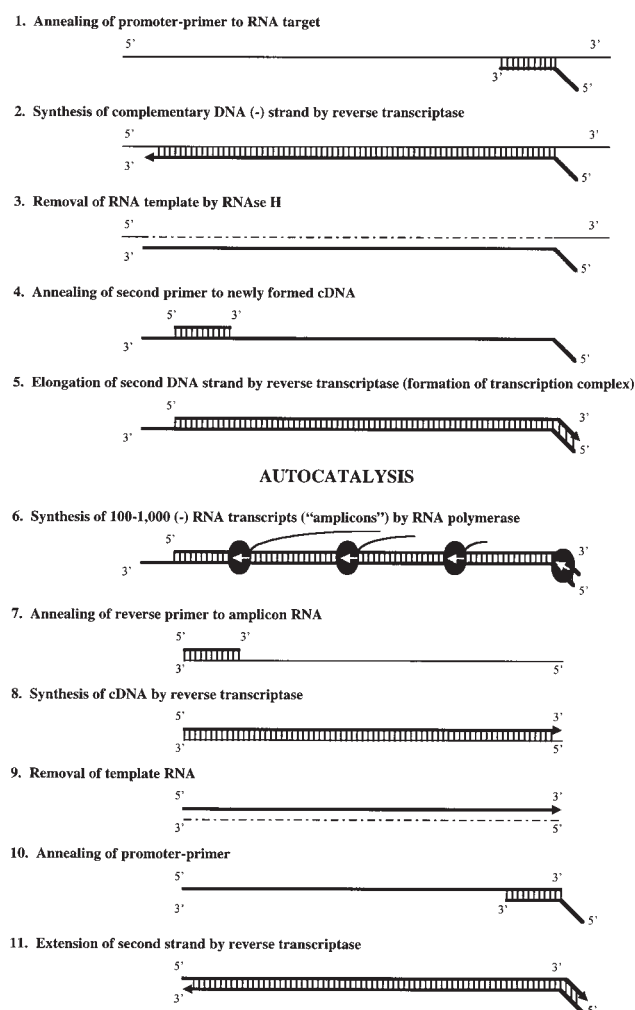 1. Annealing of promoter-primer to RNA target
5' 3'
3' 5'
2. Synthesis of complementary DNA (-) strand by reverse transcriptase
5' 3'
3' 5'
3. Removal of RNA template by RNAse H
5' 3'
3' 5'
4. Annealing of second primer to newly formed cDNA
5' 3'
3' 5'
5. Elongation of second DNA strand by reverse transcriptase (formation of transcription complex)
5' 3'
3' 5'
AUTOCATALYSIS
6. Synthesis of 100-1,000 (-) RNA transcripts ("amplicons") by RNA polymerase
5' 3'
3' 5'
7. Annealing of reverse primer to amplicon RNA
5' 3'
3' 5'
8. Synthesis of cDNA by reverse transcriptase
5' 3'
3' 5'
9. Removal of template RNA
5' 3'
3' 5'
10. Annealing of promoter-primer
5' 3'
3' 3' 5'
11. Extension of second strand by reverse transcriptase
5' 3'
3' 5'